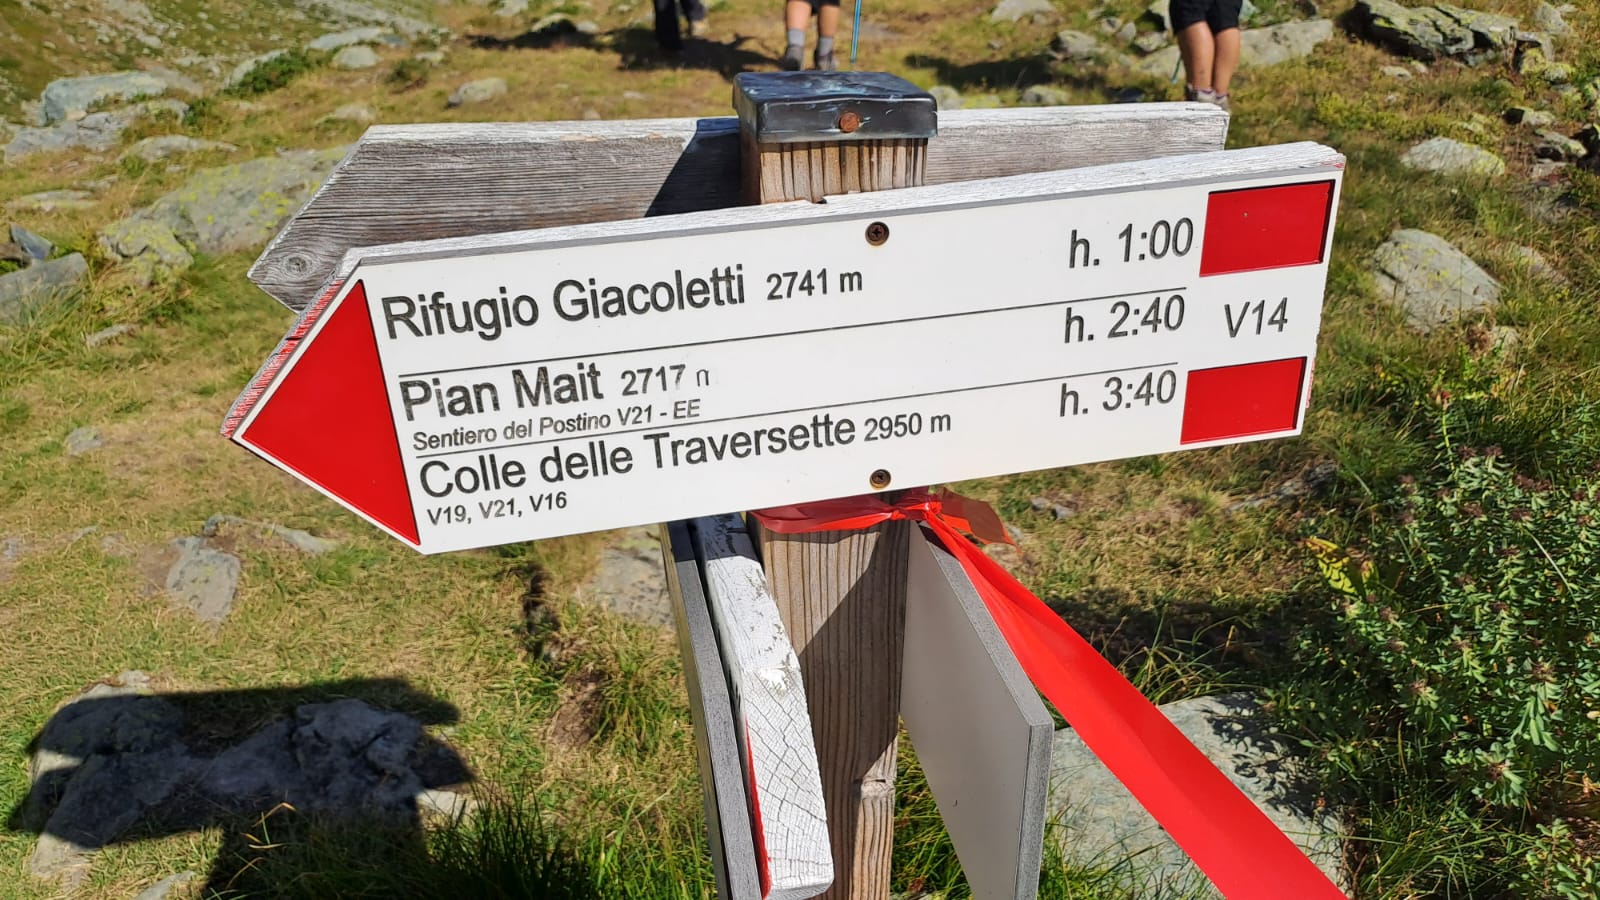 Rifugio Giacoletti 2741 m h. 1:00
Pian Mait 2717 n h. 2:40 V14
Sentiero del Postino V21 - EE
Colle delle Traversette 2950 m h. 3:40
V19, V21, V16